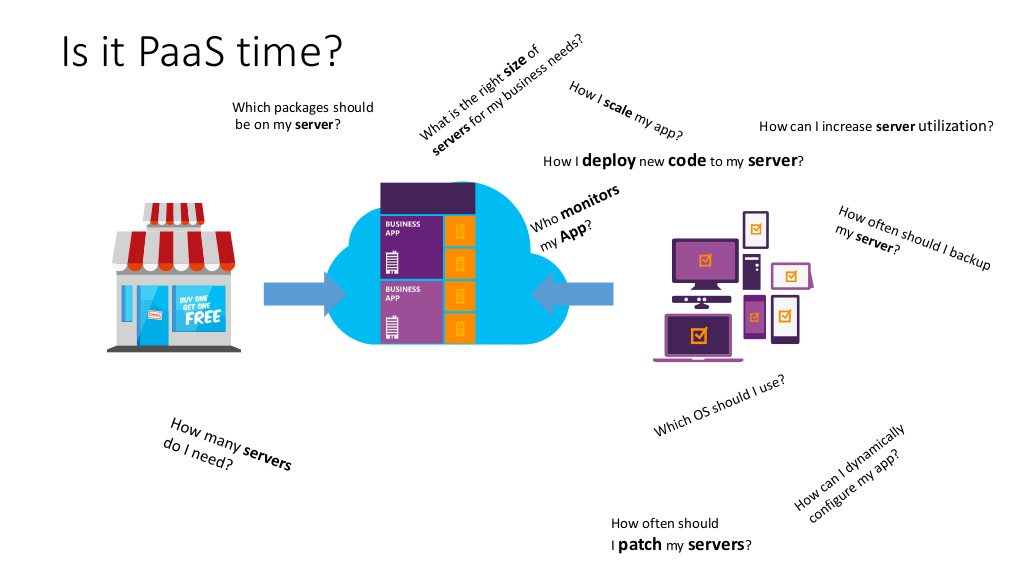 Is it PaaS time?
Which packages should
be on my server?
What is the right size of
servers for my business needs?
How I scale my app?
How can I increase server utilization?
How I deploy new code to my server?
Who monitors
my App?
How often should I backup
my server?
BUY ONE
GET ONE
FREE
OPEN
BUSINESS
APP
BUSINESS
APP
Which OS should I use?
How many servers
do I need?
How can I dynamically
configure my app?
How often should
I patch my servers?